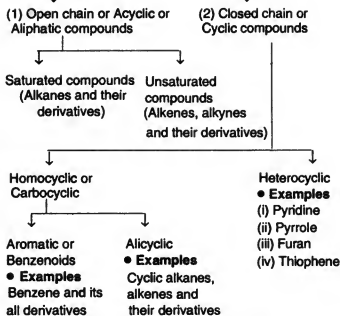 (1) Open chain or Acyclic or
Aliphatic compounds
(2) Closed chain or
Cyclic compounds
Saturated compounds
(Alkanes and their
derivatives)
Unsaturated
compounds
(Alkenes, alkynes
and their derivatives)
Homocyclic or
Carbocyclic
Heterocyclic
• Examples
(i) Pyridine
(ii) Pyrrole
(iii) Furan
(iv) Thiophene
Aromatic or
Benzenoids
• Examples
Benzene and its
all derivatives
Alicyclic
• Examples
Cyclic alkanes,
alkenes and
their derivatives